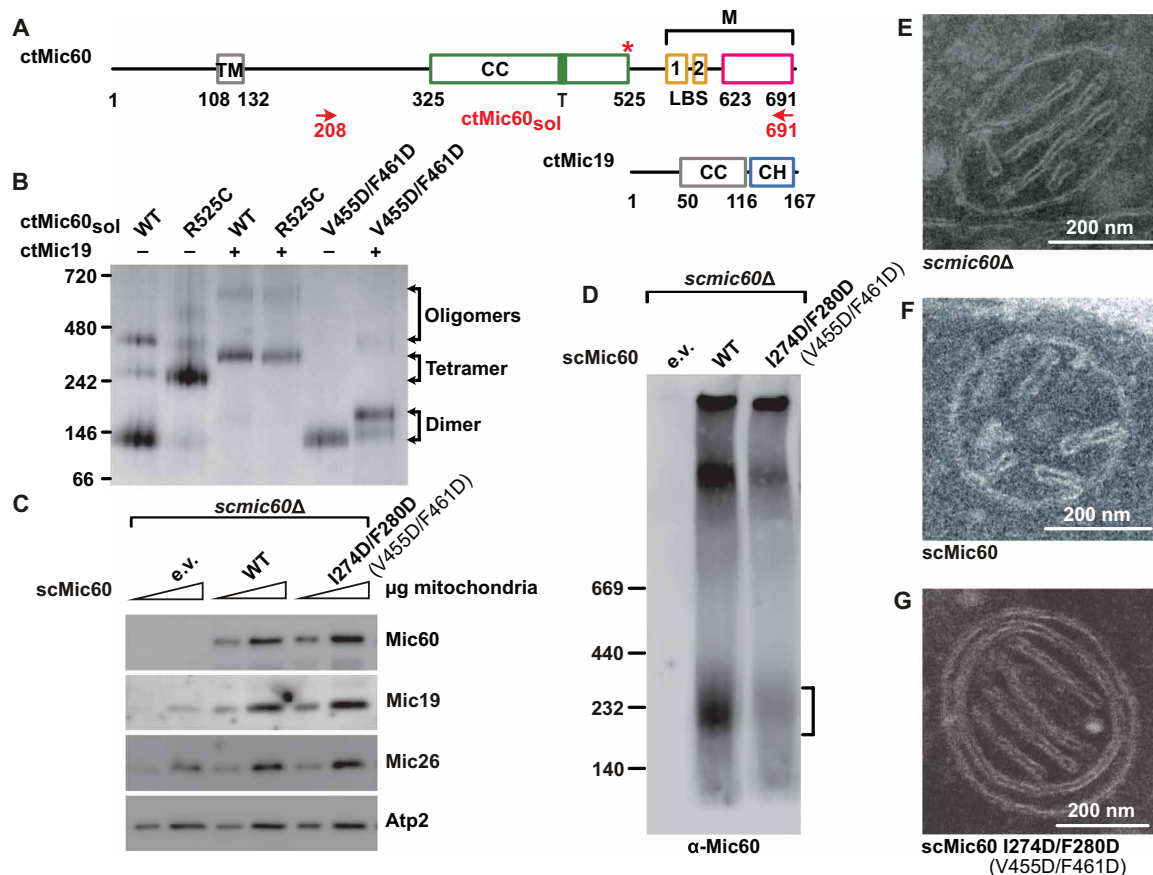 A
ctMic60
TM
CC
*
M
1 2
1
108 132
325
T
525
LBS
623 691
208
ctMic60sol
691
ctMic19
CC
CH
1 50 116 167
B
ctMic60sol
WT
R525C
WT
R525C
V455D/F461D
V455D/F461D
ctMic19
– – + + – +
720
480
242
146
66
Oligomers
Tetramer
Dimer
C
scmic60Δ
scMic60
e.v.
WT
I274D/F280D
(V455D/F461D)
µg mitochondria
Mic60
Mic19
Mic26
Atp2
D
scmic60Δ
scMic60
e.v.
WT
I274D/F280D
(V455D/F461D)
669
440
232
140
α-Mic60
E
200 nm
scmic60Δ
F
200 nm
scMic60
G
200 nm
scMic60 I274D/F280D
(V455D/F461D)